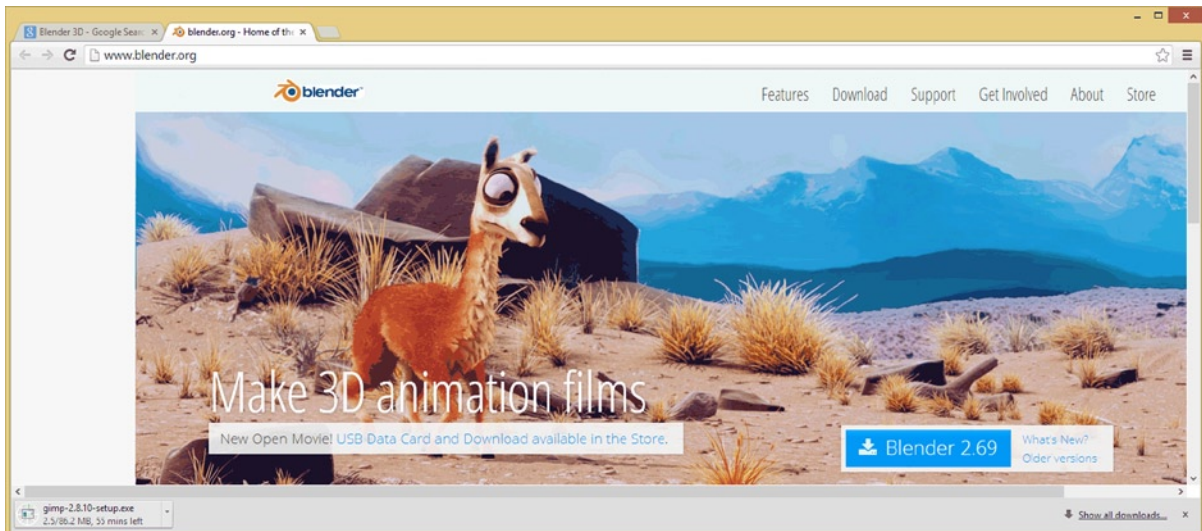 Blender 3D - Google Searc
blender.org - Home of the
www.blender.org
blender
Features Download Support Get Involved About Store
Make 3D animation films
New Open Movie! USB Data Card and Download available in the Store.
Blender 2.69
What's New?
Older versions
gimp-2.8.10-setup.exe
2.5/86.2 MB, 55 mins left
Show all downloads...